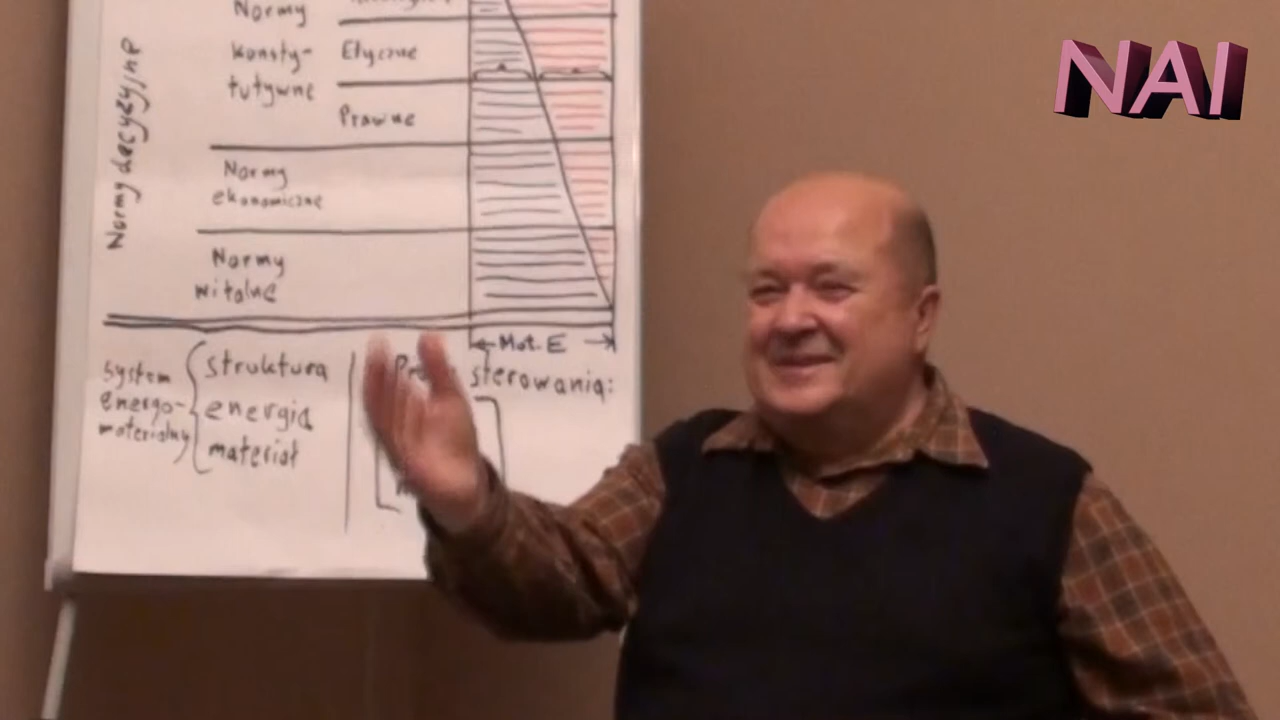 NAI
Normy decyzyjne
Normy
konsty-
tutywne
Etyczne
Prawne
Normy
ekonomiczne
Normy
witalne
Mot. E
System
energo-
materialny
struktura
energia
materiał
sterowania: